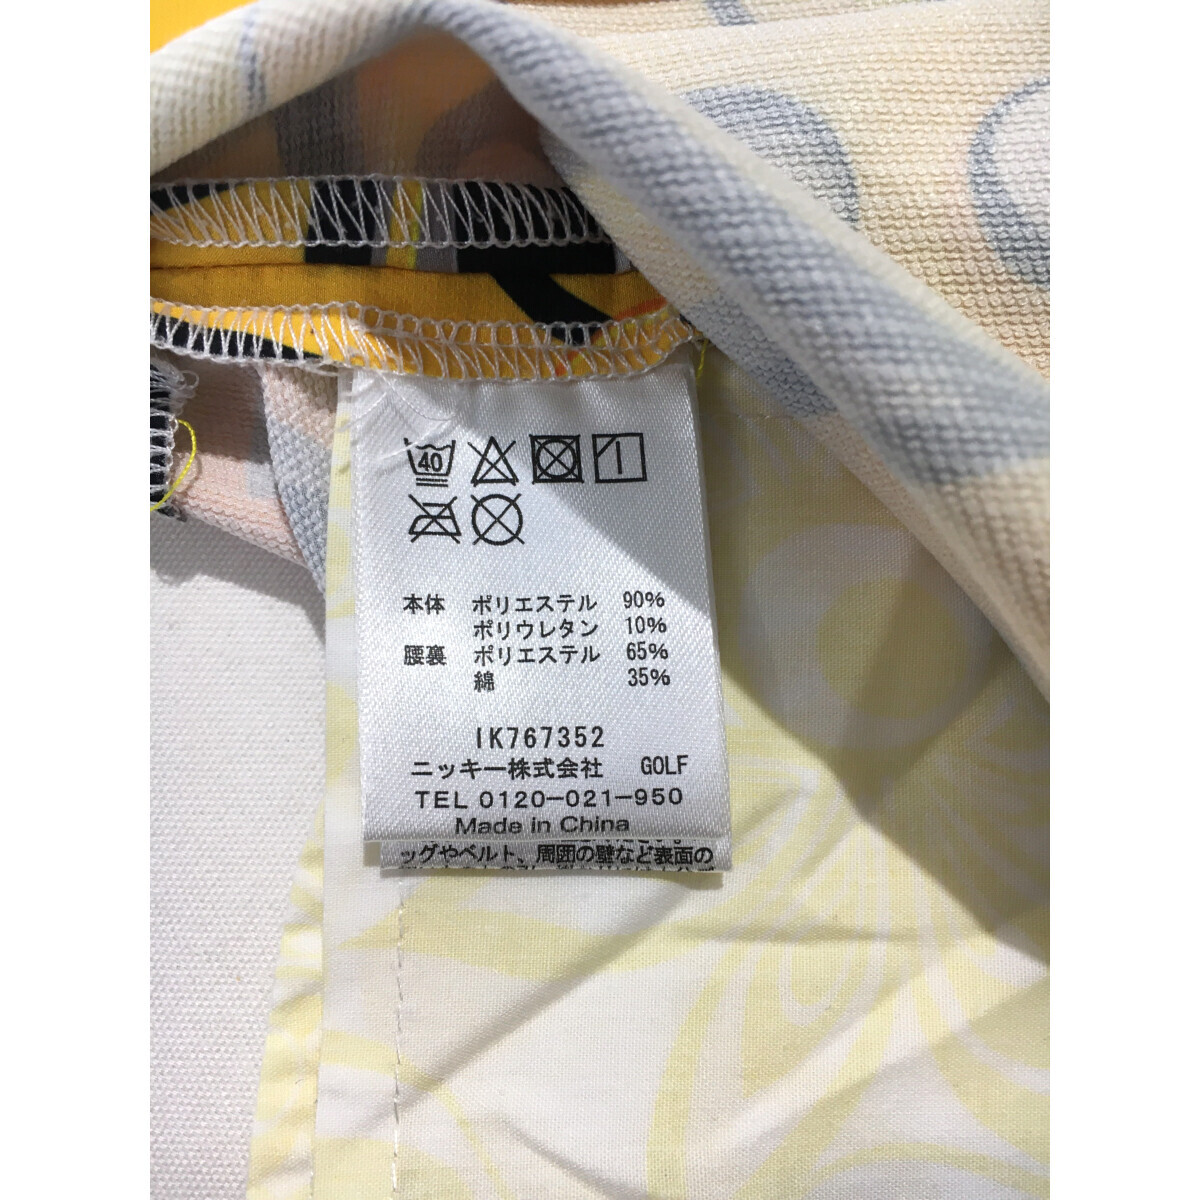 40
本体 ポリエステル 90%
ポリウレタン 10%
腰裏 ポリエステル 65%
綿 35%
IK767352
ニッキー株式会社 GOLF
TEL 0120-021-950
Made in China
ッグやベルト、周囲の壁など表面の